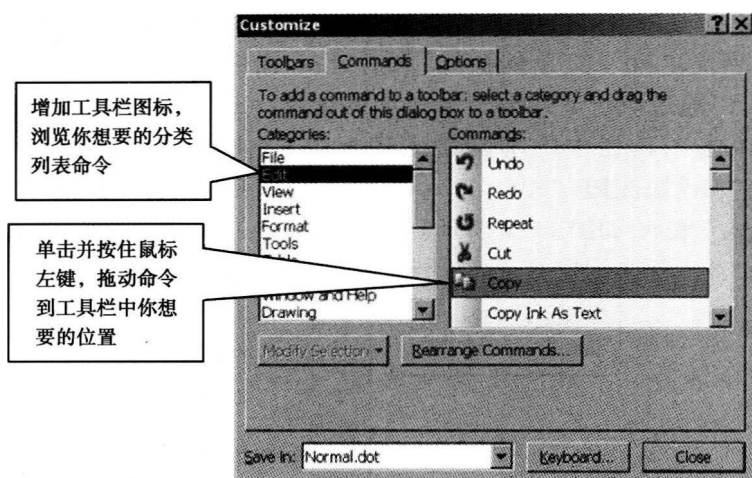 Customize
Toolbars Commands Options
To add a command to a toolbar: select a category and drag the
command out of this dialog box to a toolbar.
Categories:
Commands:
File
Edit
View
Insert
Format
Tools
Table
Window and Help
Drawing
Undo
Redo
Repeat
Cut
Copy
Copy Ink As Text
Modify Selection
Rearrange Commands...
Save in: Normal.dot
Keyboard...
Close
增加工具栏图标，
浏览你想要的分类
列表命令
单击并按住鼠标
左键，拖动命令
到工具栏中你想
要的位置